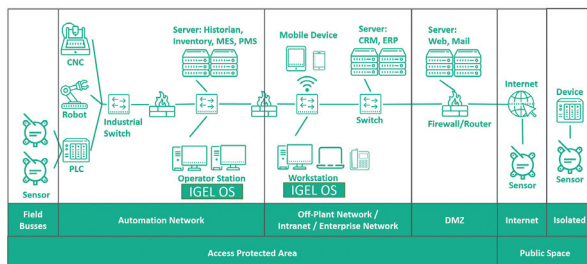 Server: Historian,
Inventory, MES, PMS
Mobile Device
Server:
CRM, ERP
Server:
Web, Mail
CNC
Internet
Device
Robot
Industrial
Switch
Switch
Firewall/Router
PLC
Sensor
Operator Station
IGEL OS
Workstation
IGEL OS
Sensor
Sensor
Field
Busses
Automation Network
Off-Plant Network /
Intranet / Enterprise Network
DMZ
Internet
Isolated
Access Protected Area
Public Space